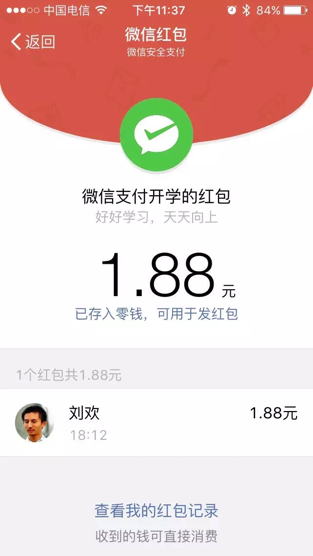 中国电信 下午11:37 84%
返回 微信红包
微信安全支付
微信支付开学的红包
好好学习，天天向上
1.88 元
已存入零钱，可用于发红包
1个红包共1.88元
刘欢 1.88元
18:12
查看我的红包记录
收到的钱可直接消费